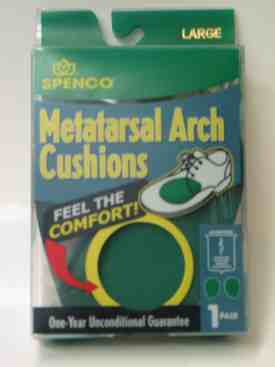 LARGE
SPENCO
Metatarsal Arch
Cushions
FEEL THE
COMFORT!
One-Year Unconditional Guarantee
1 PAIR